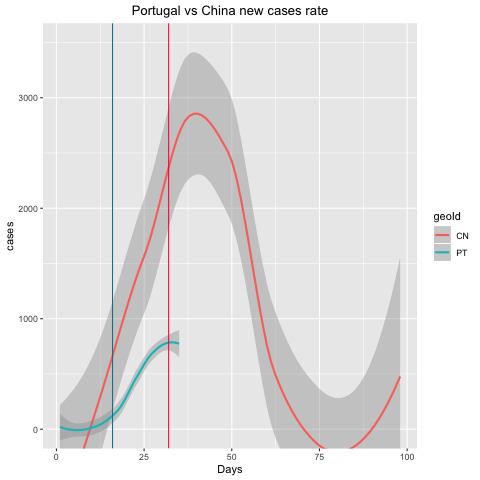 Portugal vs China new cases rate
3000
2000
1000
0
cases
0 25 50 75 100
Days
geoId
CN
PT